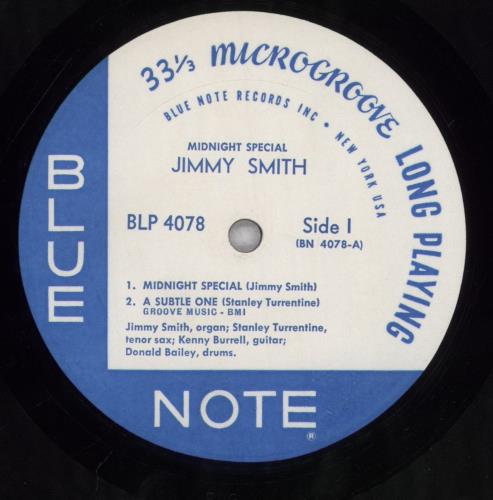 33⅓ MICROGROOVE LONG PLAYING
BLUE NOTE RECORDS INC • NEW YORK USA
MIDNIGHT SPECIAL
JIMMY SMITH
BLP 4078
Side I
(BN 4078-A)
1. MIDNIGHT SPECIAL (Jimmy Smith)
2. A SUBTLE ONE (Stanley Turrentine)
GROOVE MUSIC - BMI
Jimmy Smith, organ; Stanley Turrentine,
tenor sax; Kenny Burrell, guitar;
Donald Bailey, drums.
BLUE
NOTE®